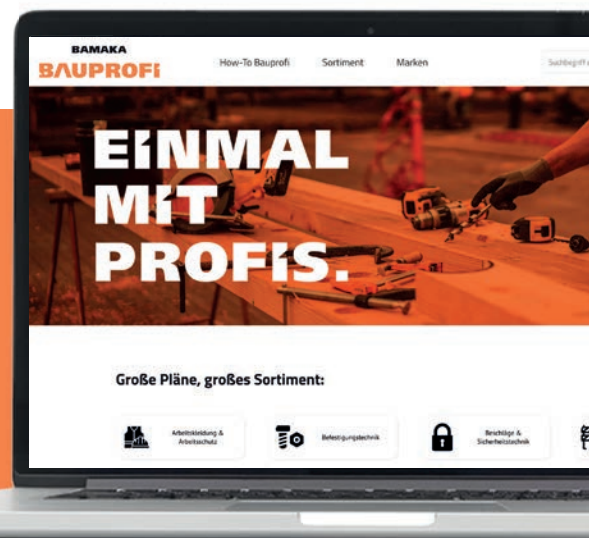 BAMAKA
BAUPROFi
How-To Bauprofi
Sortiment
Marken
Suchbegriff
EiNMAL
MiT
PROFiS.
Große Pläne, großes Sortiment:
Arbeitskleidung &
Arbeitsschutz
Befestigungstechnik
Beschläge &
Sicherheitstechnik